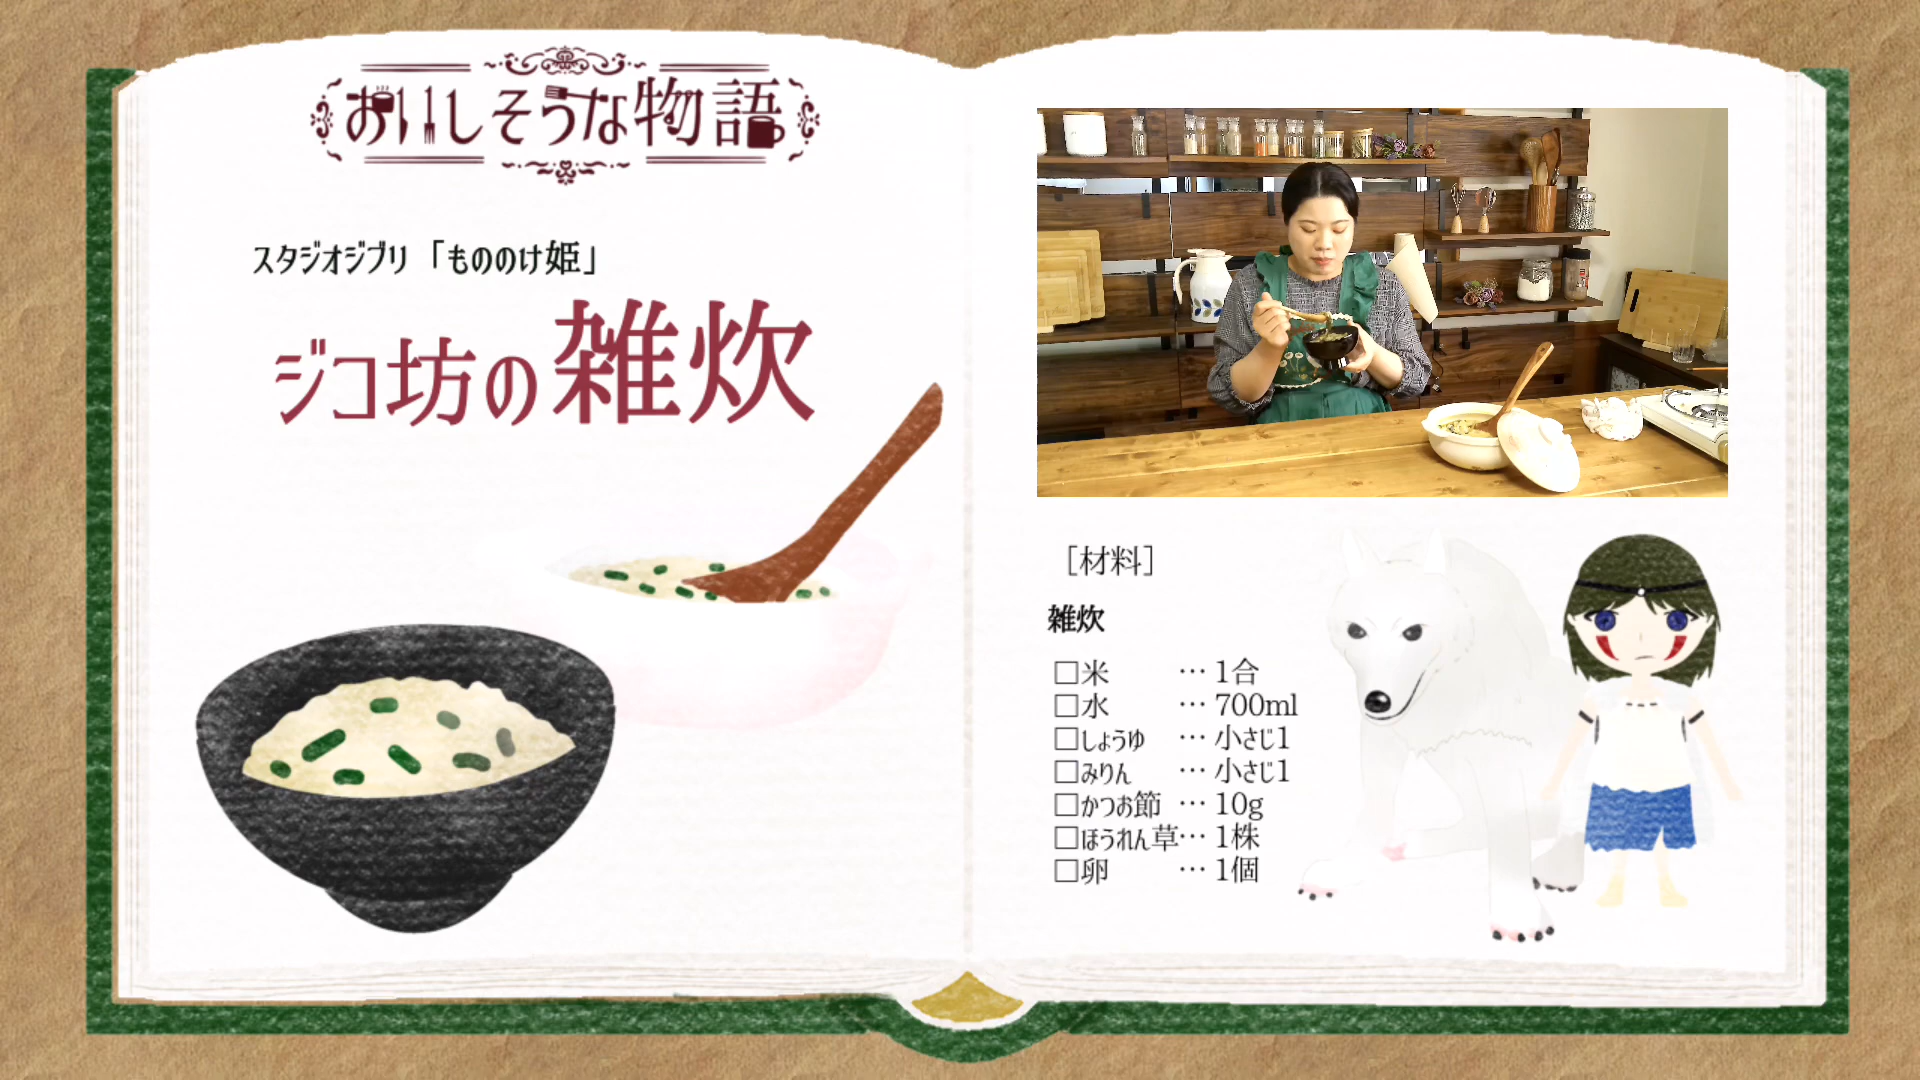 おいしそうな物語
スタジオジブリ「もののけ姫」
ジコ坊の雑炊
［材料］
雑炊
□米 … 1合
□水 … 700ml
□しょうゆ … 小さじ1
□みりん … 小さじ1
□かつお節 … 10g
□ほうれん草… 1株
□卵 … 1個